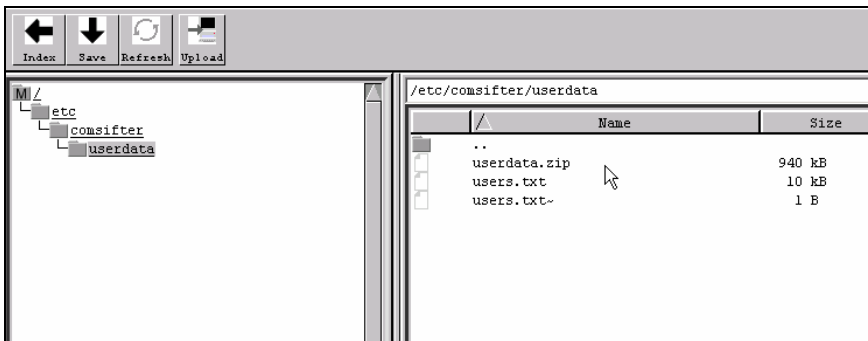 Index Save Refresh Upload
M /
etc
comsifter
userdata
/etc/comsifter/userdata
Name Size
..
userdata.zip 940 kB
users.txt 10 kB
users.txt~ 1 B